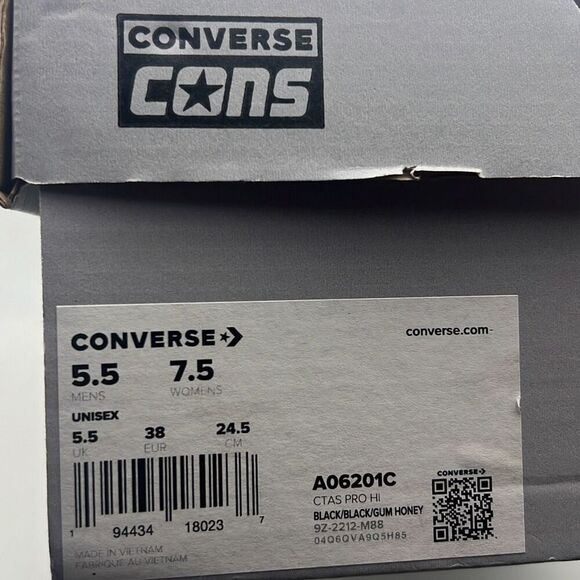 CONVERSE
CONS
CONVERSE
converse.com
5.5 7.5
MENS WOMENS
UNISEX
5.5 38 24.5
UK EUR CM
1 94434 18023 7
MADE IN VIETNAM
FABRIQUÉ AU VIETNAM
A06201C
CTAS PRO HI
BLACK/BLACK/GUM HONEY
9Z-2212-M88
04Q6QVA9Q5H85
CONVERSE